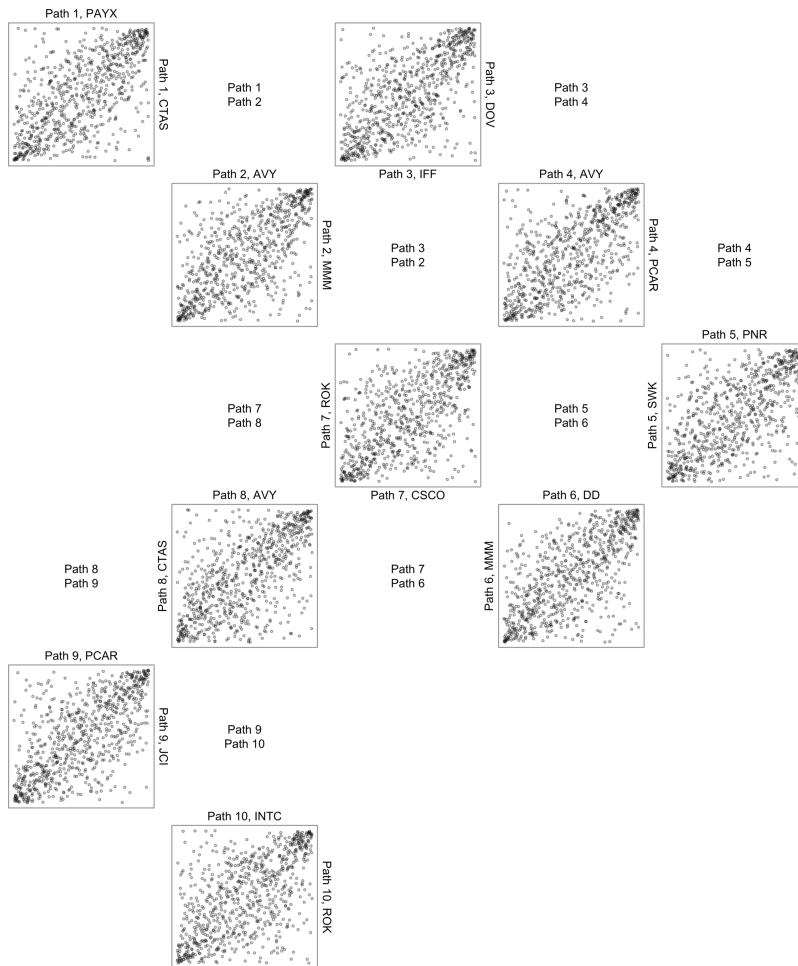 Path 1, PAYX
Path 1, CTAS
Path 1
Path 2
Path 3, DOV
Path 3
Path 4
Path 2, AVY
Path 3, IFF
Path 4, AVY
Path 2, MMM
Path 3
Path 2
Path 4, PCAR
Path 4
Path 5
Path 5, PNR
Path 7
Path 8
Path 7, ROK
Path 5
Path 6
Path 5, SWK
Path 8, AVY
Path 7, CSCO
Path 6, DD
Path 8
Path 9
Path 8, CTAS
Path 7
Path 6
Path 6, MMM
Path 9, PCAR
Path 9, JCI
Path 9
Path 10
Path 10, INTC
Path 10, ROK